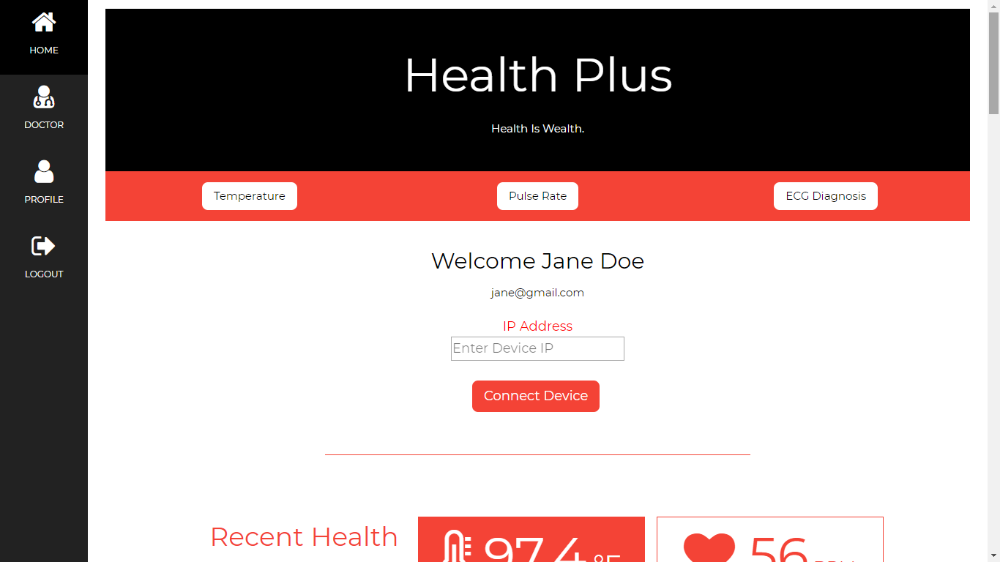 HOME
DOCTOR
PROFILE
LOGOUT
Health Plus
Health Is Wealth.
Temperature Pulse Rate ECG Diagnosis
Welcome Jane Doe
jane@gmail.com
IP Address
Enter Device IP
Connect Device
Recent Health
97.4 °F
56 BPM